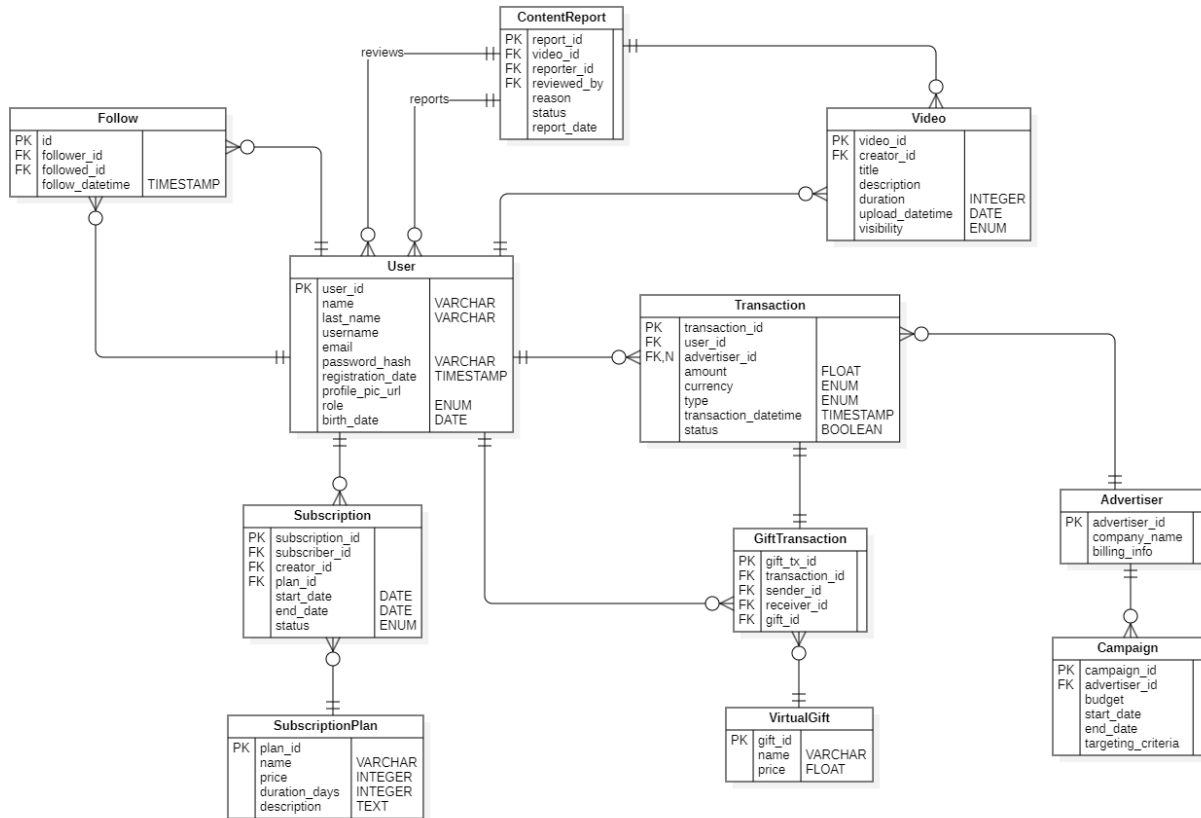 ContentReport
PK report_id
FK video_id
FK reporter_id
FK reviewed_by
reason
status
report_date
reviews
reports
Follow
PK id
FK follower_id
FK followed_id
follow_datetime TIMESTAMP
Video
PK video_id
FK creator_id
title
description
duration INTEGER
upload_datetime DATE
visibility ENUM
User
PK user_id
name VARCHAR
last_name VARCHAR
username
email
password_hash VARCHAR
registration_date TIMESTAMP
profile_pic_url
role ENUM
birth_date DATE
Transaction
PK transaction_id
FK user_id
FK,N advertiser_id
amount FLOAT
currency ENUM
type ENUM
transaction_datetime TIMESTAMP
status BOOLEAN
Advertiser
PK advertiser_id
company_name
billing_info
Subscription
PK subscription_id
FK subscriber_id
FK creator_id
FK plan_id
start_date DATE
end_date DATE
status ENUM
GiftTransaction
PK gift_tx_id
FK transaction_id
FK sender_id
FK receiver_id
FK gift_id
Campaign
PK campaign_id
FK advertiser_id
budget
start_date
end_date
targeting_criteria
SubscriptionPlan
PK plan_id
name VARCHAR
price INTEGER
duration_days INTEGER
description TEXT
VirtualGift
PK gift_id
name VARCHAR
price FLOAT